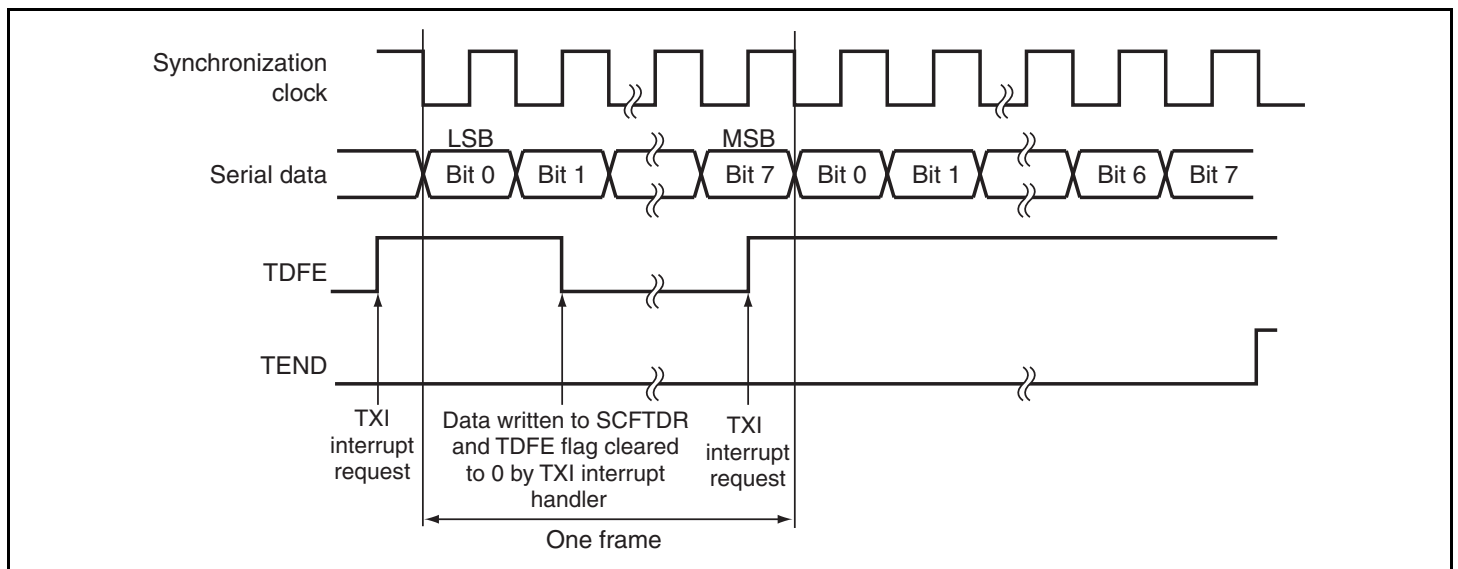 Synchronization
clock
LSB
MSB
Serial data
Bit 0
Bit 1
Bit 7
Bit 0
Bit 1
Bit 6
Bit 7
TDFE
TEND
TXI
interrupt
request
Data written to SCFTDR
and TDFE flag cleared
to 0 by TXI interrupt
handler
TXI
interrupt
request
One frame